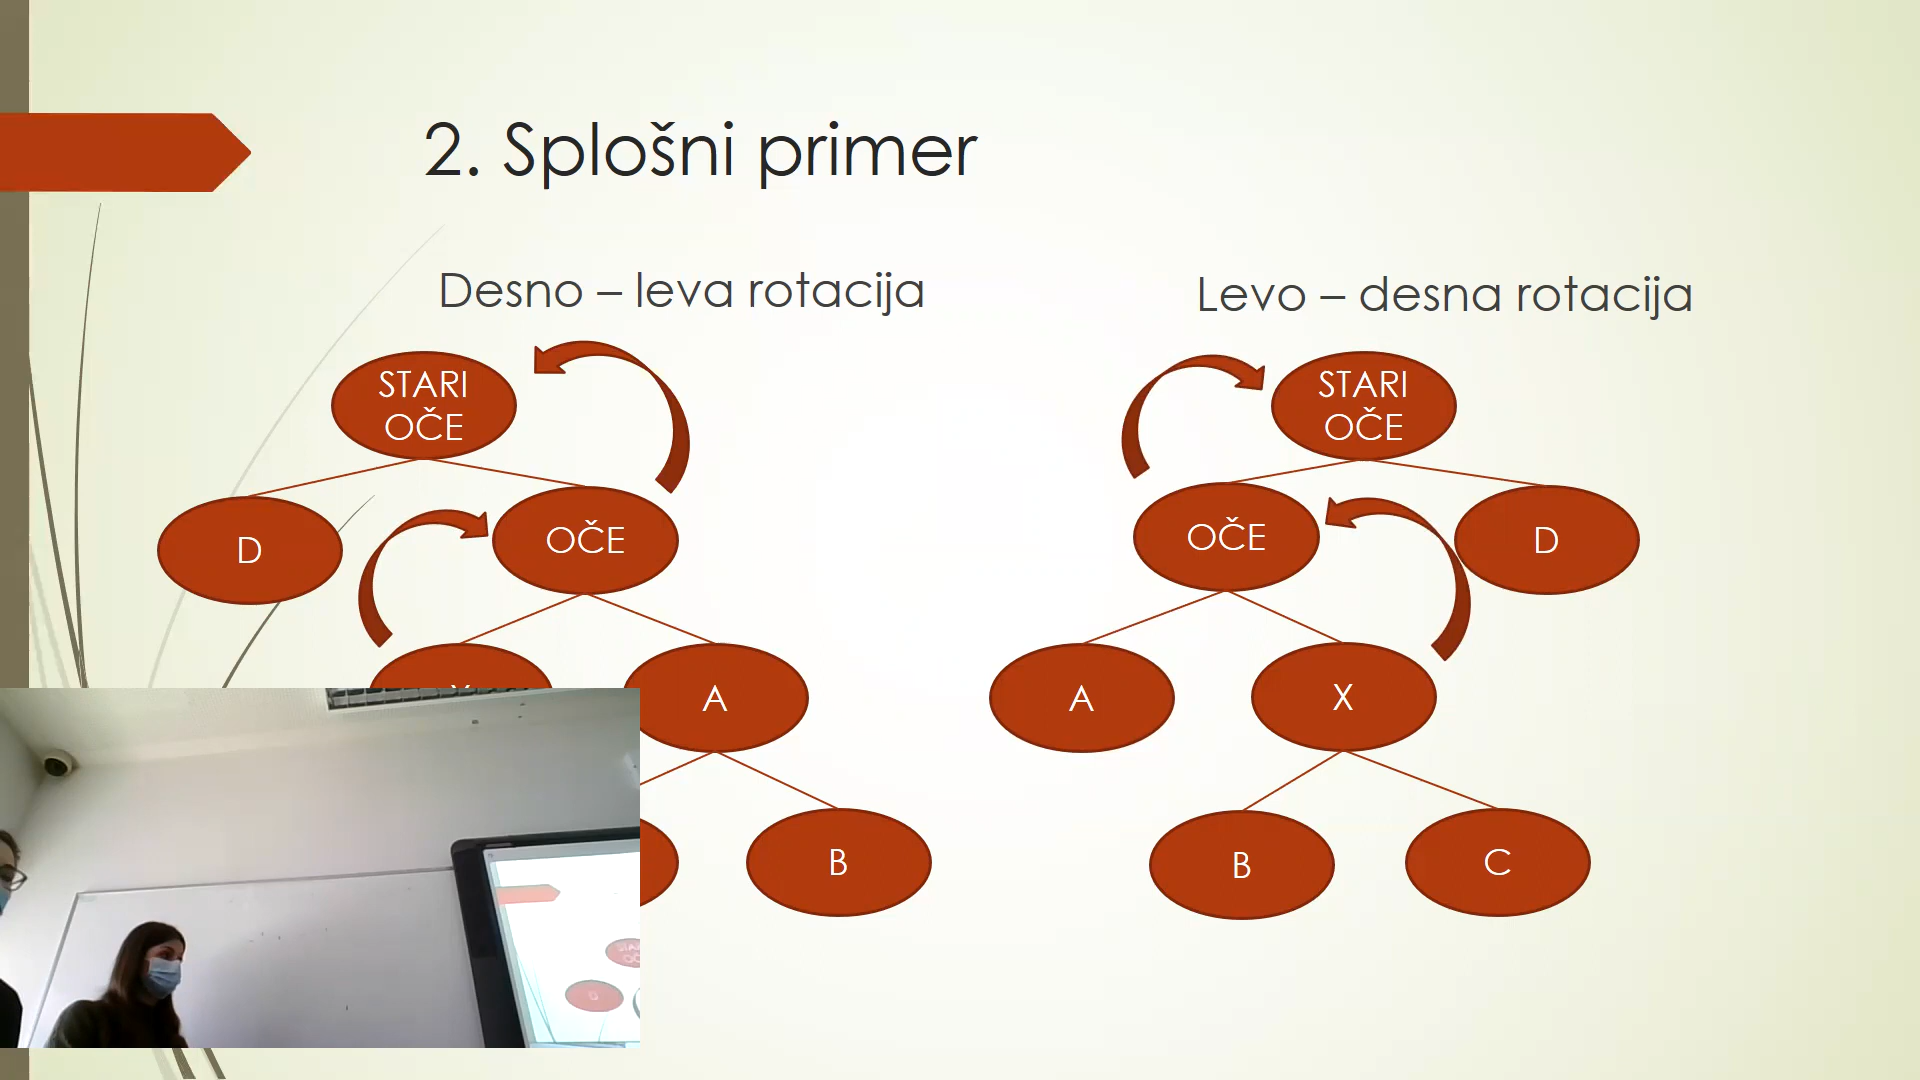 2. Splošni primer
Desno – leva rotacija
Levo – desna rotacija
STARI
OČE
D
OČE
A
B
STARI
OČE
OČE
D
A
X
B
C